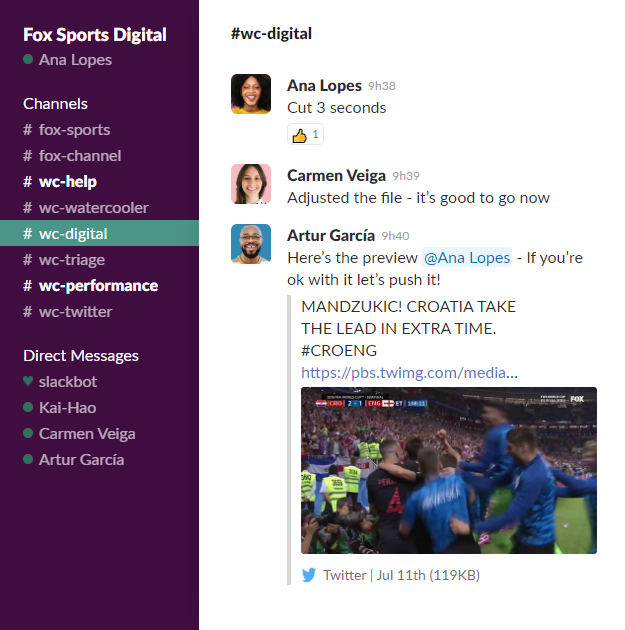 Fox Sports Digital
Ana Lopes
Channels
# fox-sports
# fox-channel
# wc-help
# wc-watercooler
# wc-digital
# wc-triage
# wc-performance
# wc-twitter
Direct Messages
slackbot
Kai-Hao
Carmen Veiga
Artur García
#wc-digital
Ana Lopes 9h38
Cut 3 seconds
👍 1
Carmen Veiga 9h39
Adjusted the file - it’s good to go now
Artur García 9h40
Here’s the preview @Ana Lopes - If you’re
ok with it let’s push it!
MANDZUKIC! CROATIA TAKE
THE LEAD IN EXTRA TIME.
#CROENG
https://pbs.twimg.com/media...
CRO 2-1 ENG ET 108:13
FOX
Twitter | Jul 11th (119KB)